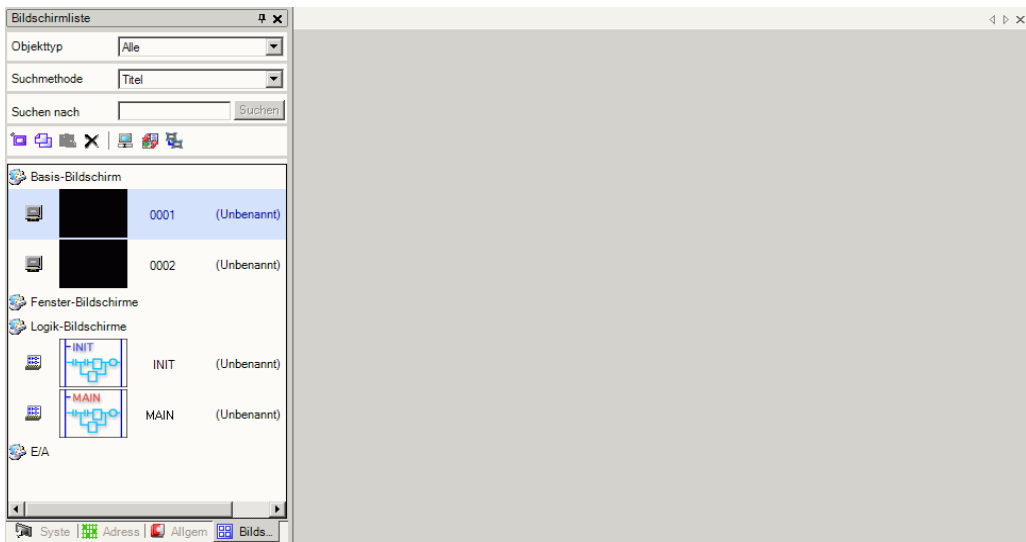 Bildschirmliste
Objekttyp Alle
Suchmethode Titel
Suchen nach Suchen
Basis-Bildschirm
0001 (Unbenannt)
0002 (Unbenannt)
Fenster-Bildschirme
Logik-Bildschirme
INIT INIT (Unbenannt)
MAIN MAIN (Unbenannt)
E/A
Syste Adress Allgem Bilds...